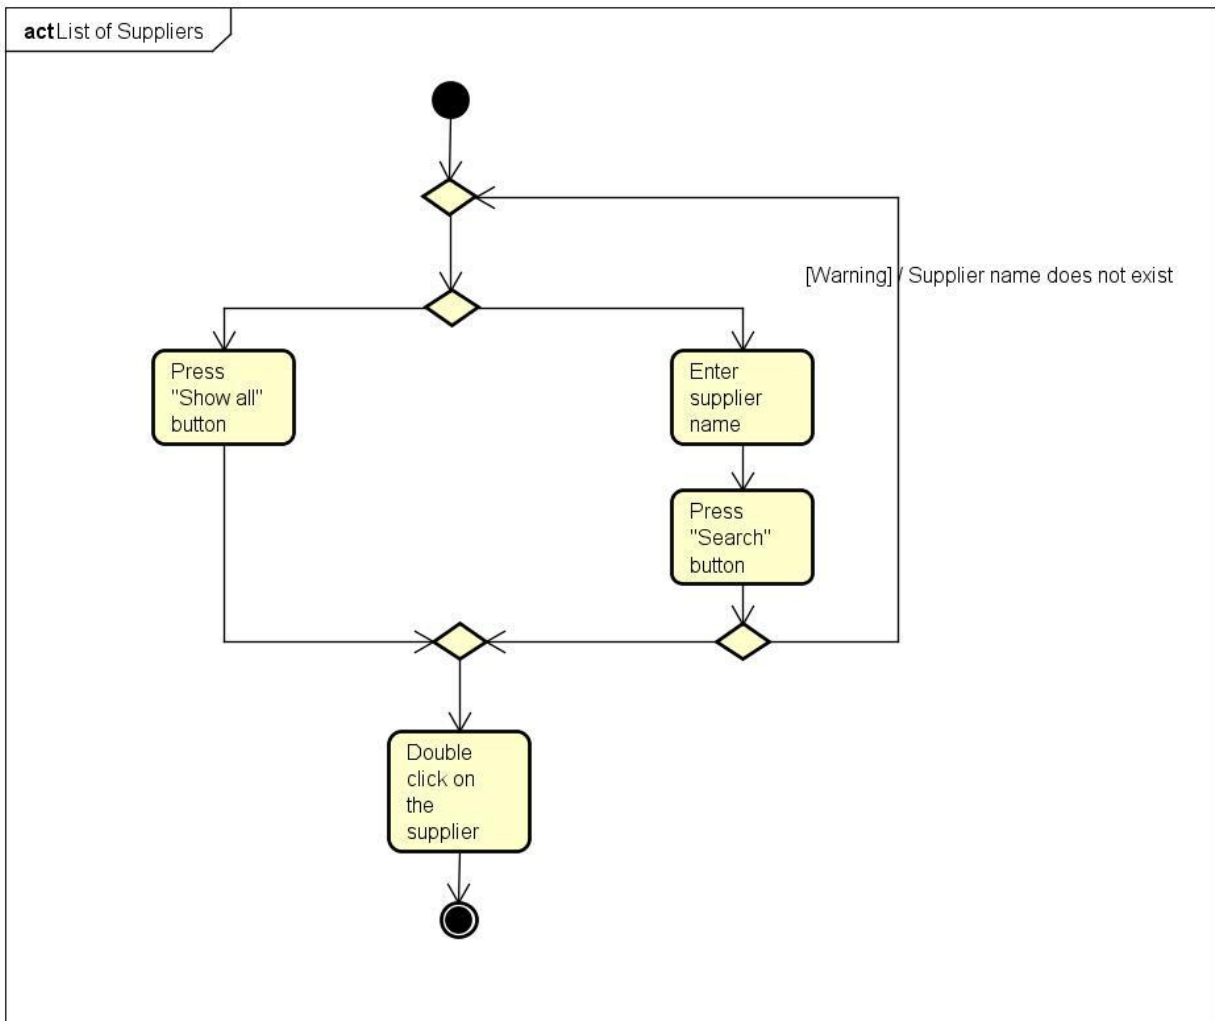 act List of Suppliers
[Warning] / Supplier name does not exist
Press
"Show all"
button
Enter
supplier
name
Press
"Search"
button
Double
click on
the
supplier